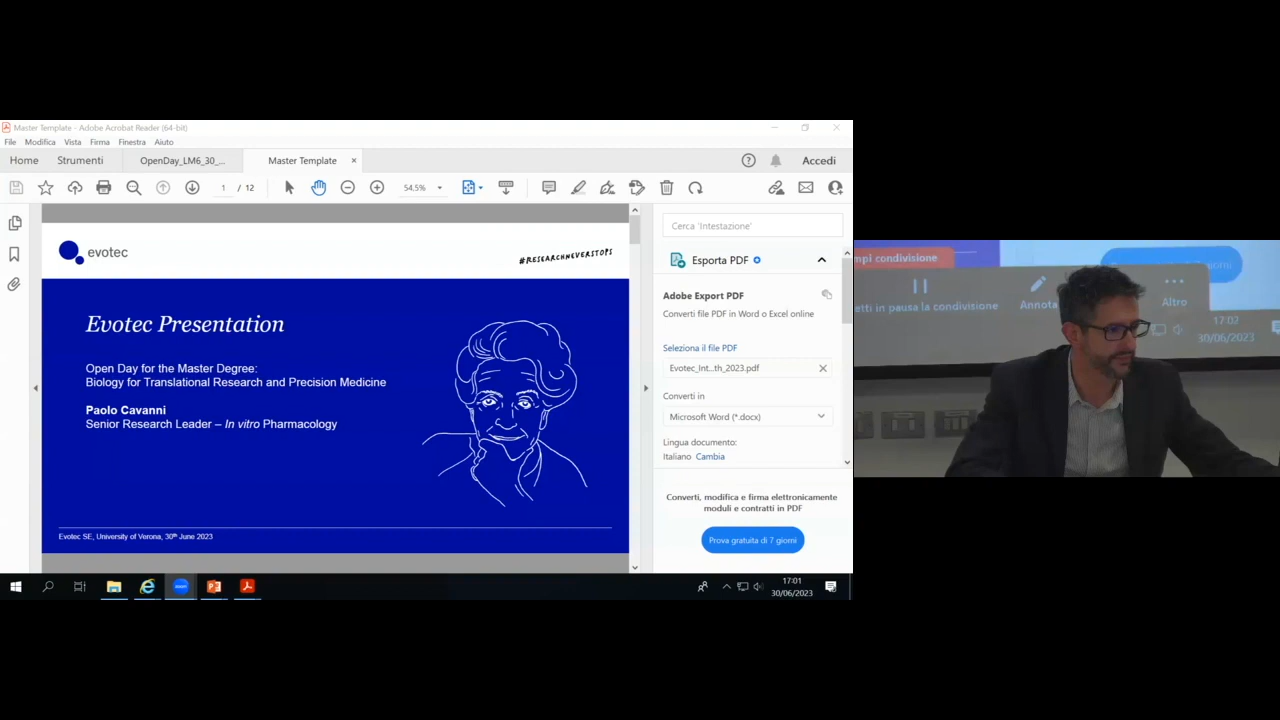 Master Template - Adobe Acrobat Reader (64-bit)
File Modifica Vista Firma Finestra Aiuto
Home Strumenti OpenDay_LM6_30_... Master Template × Accedi
1 / 12 54,5%
evotec
#RESEARCHNEVERSTOPS
Evotec Presentation
Open Day for the Master Degree:
Biology for Translational Research and Precision Medicine
Paolo Cavanni
Senior Research Leader – In vitro Pharmacology
Evotec SE, University of Verona, 30th June 2023
Cerca 'Intestazione'
Esporta PDF
Adobe Export PDF
Converti file PDF in Word o Excel online
Seleziona il file PDF
Evotec_Int...th_2023.pdf
Converti in
Microsoft Word (*.docx)
Lingua documento:
Italiano Cambia
Converti, modifica e firma elettronicamente
moduli e contratti in PDF
Prova gratuita di 7 giorni
17:01
30/06/2023
mpi condivisione
etti in pausa la condivisione
Annota
Altro
17:02
30/06/2023